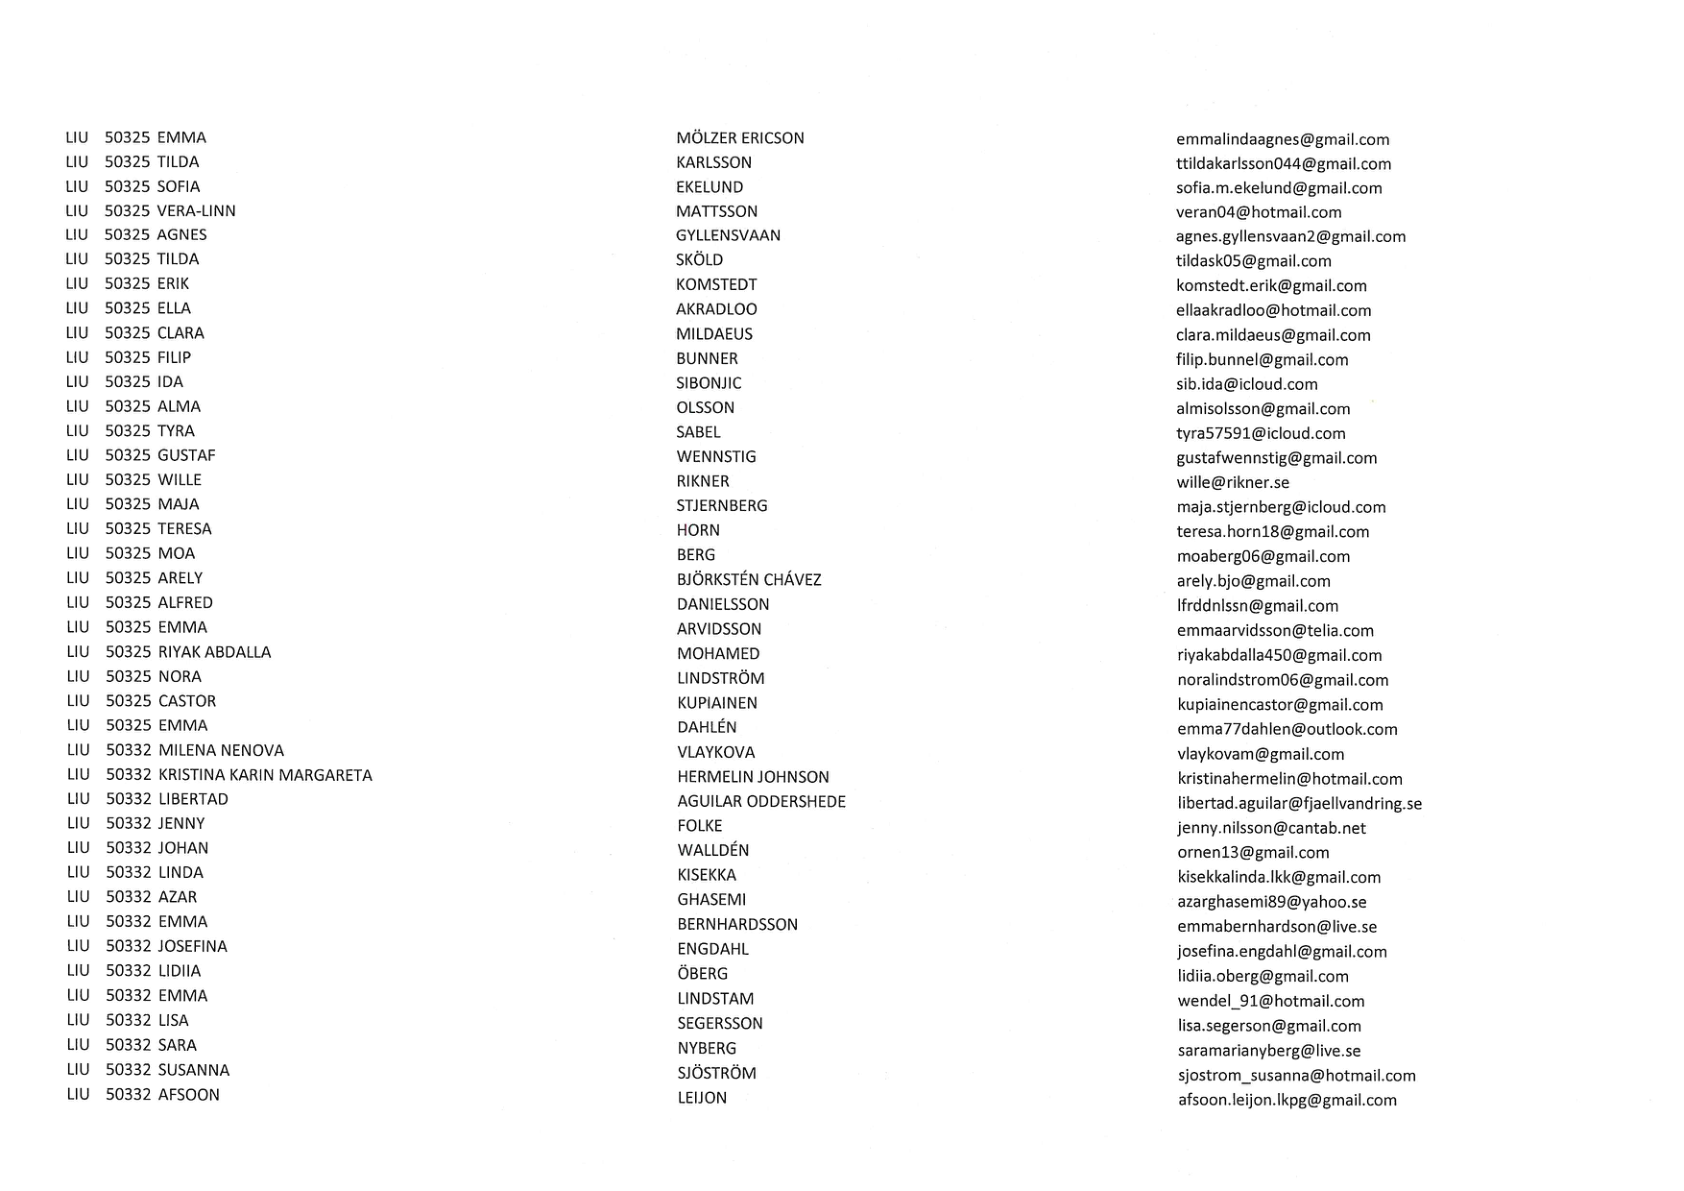 LIU 50325 EMMA MÖLZER ERICSON emmalindaagnes@gmail.com
LIU 50325 TILDA KARLSSON ttildakarlsson044@gmail.com
LIU 50325 SOFIA EKELUND sofia.m.ekelund@gmail.com
LIU 50325 VERA-LINN MATTSSON veran04@hotmail.com
LIU 50325 AGNES GYLLENSVAAN agnes.gyllensvaan2@gmail.com
LIU 50325 TILDA SKÖLD tildask05@gmail.com
LIU 50325 ERIK KOMSTEDT komstedt.erik@gmail.com
LIU 50325 ELLA AKRADLOO ellaakradloo@hotmail.com
LIU 50325 CLARA MILDAEUS clara.mildaeus@gmail.com
LIU 50325 FILIP BUNNER filip.bunnel@gmail.com
LIU 50325 IDA SIBONJIC sib.ida@icloud.com
LIU 50325 ALMA OLSSON almisolsson@gmail.com
LIU 50325 TYRA SABEL tyra57591@icloud.com
LIU 50325 GUSTAF WENNSTIG gustafwennstig@gmail.com
LIU 50325 WILLE RIKNER wille@rikner.se
LIU 50325 MAJA STJERNBERG maja.stjernberg@icloud.com
LIU 50325 TERESA HORN teresa.horn18@gmail.com
LIU 50325 MOA BERG moaberg06@gmail.com
LIU 50325 ARELY BJÖRKSTÉN CHÁVEZ arely.bjo@gmail.com
LIU 50325 ALFRED DANIELSSON lfrddnlssn@gmail.com
LIU 50325 EMMA ARVIDSSON emmaarvidsson@telia.com
LIU 50325 RIYAK ABDALLA MOHAMED riyakabdalla450@gmail.com
LIU 50325 NORA LINDSTRÖM noralindstrom06@gmail.com
LIU 50325 CASTOR KUPIAINEN kupiainencastor@gmail.com
LIU 50325 EMMA DAHLÉN emma77dahlen@outlook.com
LIU 50332 MILENA NENOVA VLAYKOVA vlaykovam@gmail.com
LIU 50332 KRISTINA KARIN MARGARETA HERMELIN JOHNSON kristinahermelin@hotmail.com
LIU 50332 LIBERTAD AGUILAR ODDERSHEDE libertad.aguilar@fjaellvandring.se
LIU 50332 JENNY FOLKE jenny.nilsson@cantab.net
LIU 50332 JOHAN WALLDÉN ornen13@gmail.com
LIU 50332 LINDA KISEKKA kisekkalinda.lkk@gmail.com
LIU 50332 AZAR GHASEMI azarghasemi89@yahoo.se
LIU 50332 EMMA BERNHARDSSON emmabernhardson@live.se
LIU 50332 JOSEFINA ENGDAHL josefina.engdahl@gmail.com
LIU 50332 LIDIIA ÖBERG lidiia.oberg@gmail.com
LIU 50332 EMMA LINDSTAM wendel_91@hotmail.com
LIU 50332 LISA SEGERSSON lisa.segerson@gmail.com
LIU 50332 SARA NYBERG saramarianyberg@live.se
LIU 50332 SUSANNA SJÖSTRÖM sjostrom_susanna@hotmail.com
LIU 50332 AFSOON LEIJON afsoon.leijon.lkpg@gmail.com